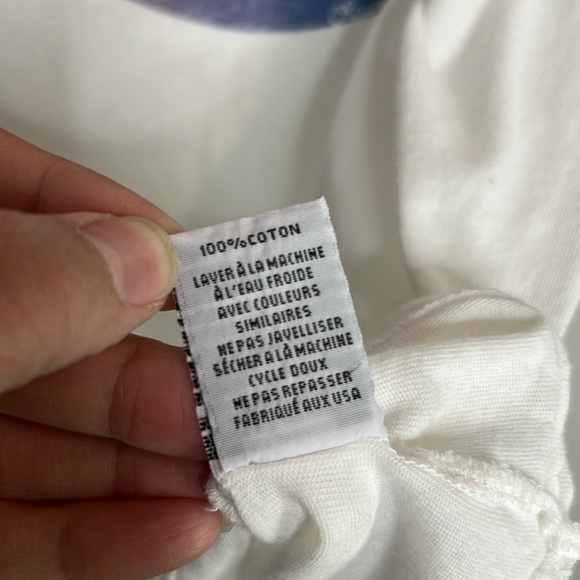 100% COTON
LAVER À LA MACHINE
À L'EAU FROIDE
AVEC COULEURS
SIMILAIRES
NE PAS JAVELLISER
SÉCHER A LÀ MACHINE
CYCLE DOUX
NE PAS REPASSER
FABRIQUÉ AUX USA